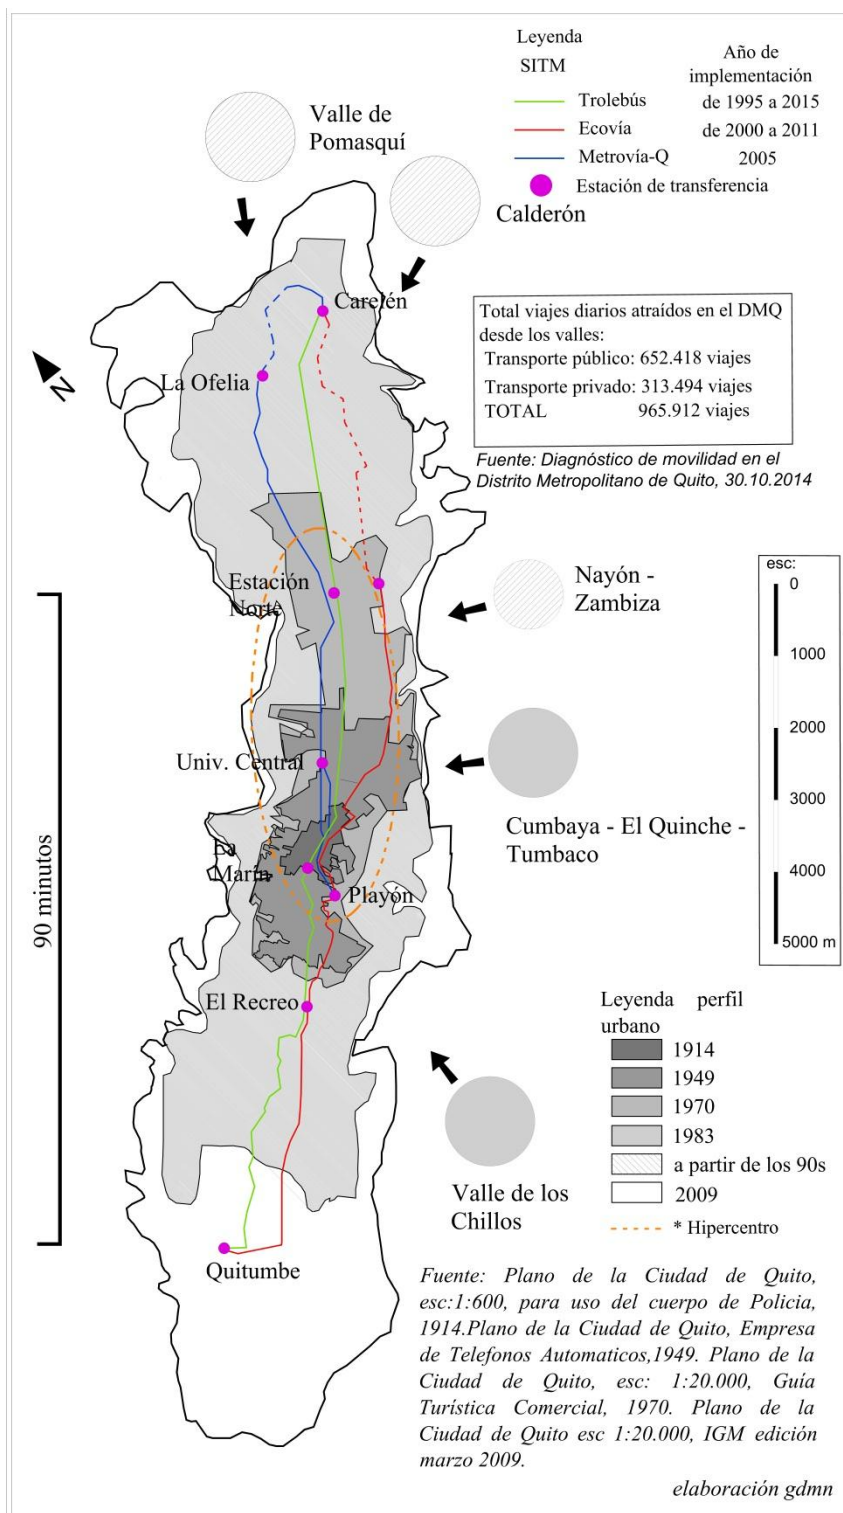 Leyenda
SITM
Año de
implementación
Trolebús de 1995 a 2015
Ecovía de 2000 a 2011
Metrovía-Q 2005
Estación de transferencia
Valle de
Pomasquí
Calderón
Carelén
La Ofelia
N
Total viajes diarios atraídos en el DMQ
desde los valles:
Transporte público: 652.418 viajes
Transporte privado: 313.494 viajes
TOTAL 965.912 viajes
Fuente: Diagnóstico de movilidad en el
Distrito Metropolitano de Quito, 30.10.2014
Estación
Norte
Nayón -
Zambiza
esc:
0
1000
2000
3000
4000
5000 m
Univ. Central
Cumbaya - El Quinche -
Tumbaco
La
Marín
Playón
90 minutos
El Recreo
Leyenda perfil
urbano
1914
1949
1970
1983
a partir de los 90s
2009
* Hipercentro
Valle de los
Chillos
Quitumbe
Fuente: Plano de la Ciudad de Quito,
esc:1:600, para uso del cuerpo de Policia,
1914.Plano de la Ciudad de Quito, Empresa
de Telefonos Automaticos,1949. Plano de la
Ciudad de Quito, esc: 1:20.000, Guía
Turística Comercial, 1970. Plano de la
Ciudad de Quito esc 1:20.000, IGM edición
marzo 2009.
elaboración gdmn